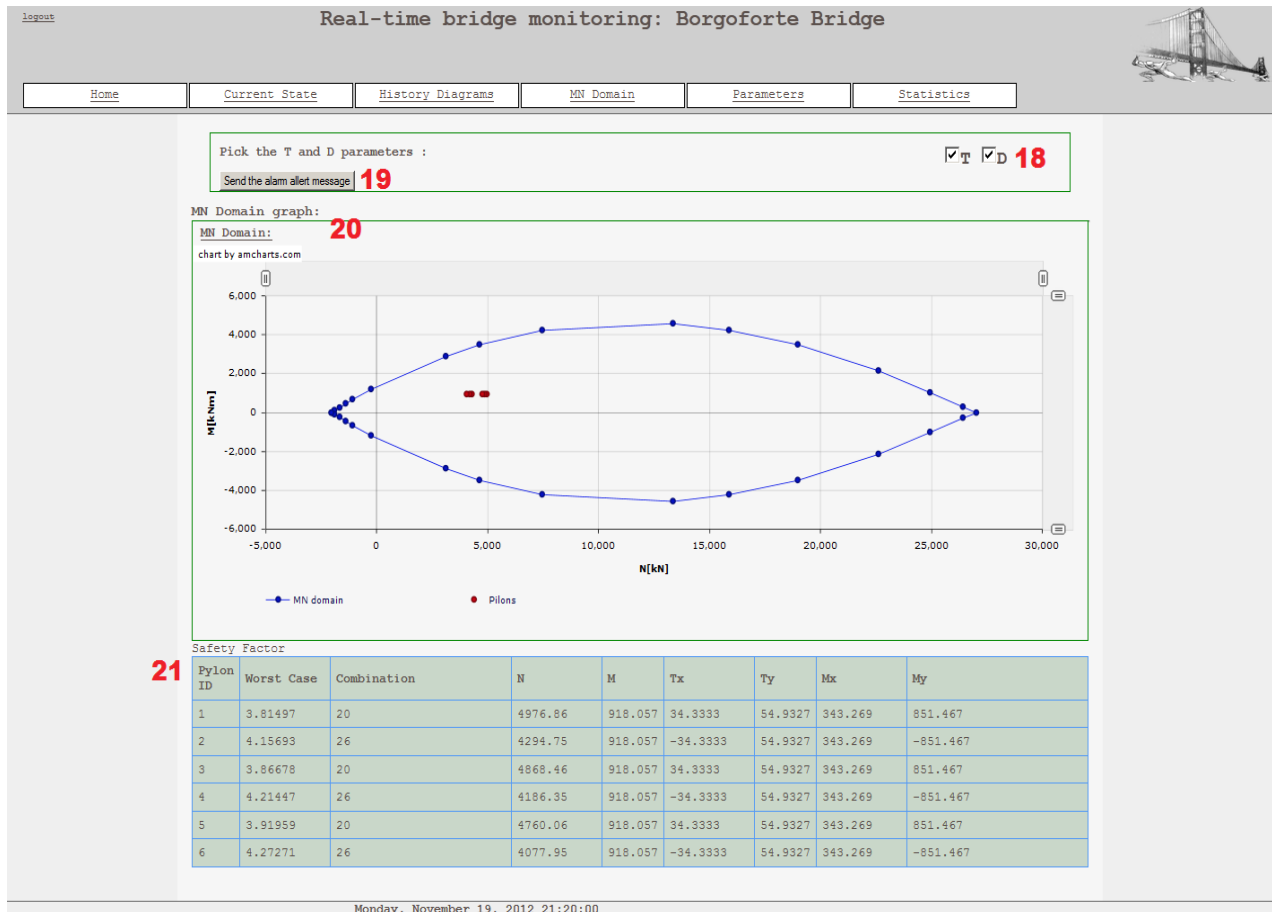 logout
Real-time bridge monitoring: Borgoforte Bridge
Home Current State History Diagrams MN Domain Parameters Statistics
Pick the T and D parameters :
T D 18
Send the alarm allert message 19
MN Domain graph:
MN Domain: 20
chart by amcharts.com
6,000
4,000
2,000
0
-2,000
-4,000
-6,000
M[kNm]
-5,000 0 5,000 10,000 15,000 20,000 25,000 30,000
N[kN]
MN domain Pilons
Safety Factor
21
Pylon ID Worst Case Combination N M Tx Ty Mx My
1 3.81497 20 4976.86 918.057 34.3333 54.9327 343.269 851.467
2 4.15693 26 4294.75 918.057 -34.3333 54.9327 343.269 -851.467
3 3.86678 20 4868.46 918.057 34.3333 54.9327 343.269 851.467
4 4.21447 26 4186.35 918.057 -34.3333 54.9327 343.269 -851.467
5 3.91959 20 4760.06 918.057 34.3333 54.9327 343.269 851.467
6 4.27271 26 4077.95 918.057 -34.3333 54.9327 343.269 -851.467
Monday, November 19, 2012 21:20:00